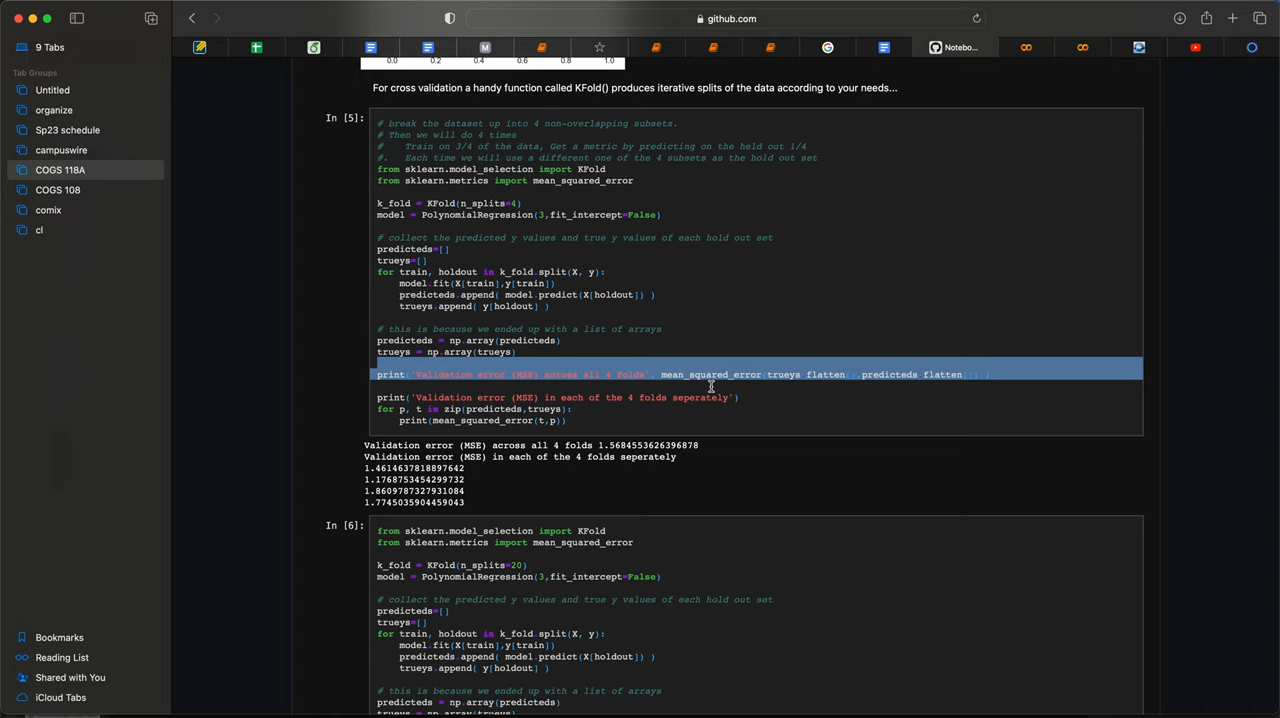 github.com
9 Tabs
Notebo...
Tab Groups
Untitled
organize
Sp23 schedule
campuswire
COGS 118A
COGS 108
comix
cl
Bookmarks
Reading List
Shared with You
iCloud Tabs
0.0 0.2 0.4 0.6 0.8 1.0
For cross validation a handy function called KFold() produces iterative splits of the data according to your needs...
In [5]:
# break the dataset up into 4 non-overlapping subsets.
# Then we will do 4 times
#    Train on 3/4 of the data, Get a metric by predicting on the held out 1/4
#.   Each time we will use a different one of the 4 subsets as the hold out set
from sklearn.model_selection import KFold
from sklearn.metrics import mean_squared_error
k_fold = KFold(n_splits=4)
model = PolynomialRegression(3,fit_intercept=False)
# collect the predicted y values and true y values of each hold out set
predicteds=[]
trueys=[]
for train, holdout in k_fold.split(X, y):
    model.fit(X[train],y[train])
    predicteds.append( model.predict(X[holdout]) )
    trueys.append( y[holdout] )
# this is because we ended up with a list of arrays
predicteds = np.array(predicteds)
trueys = np.array(trueys)
print('Validation error (MSE) across all 4 folds', mean_squared_error(trueys.flatten(),predicteds.flatten()) )
print('Validation error (MSE) in each of the 4 folds seperately')
for p, t in zip(predicteds,trueys):
    print(mean_squared_error(t,p))
Validation error (MSE) across all 4 folds 1.5684553626396878
Validation error (MSE) in each of the 4 folds seperately
1.4614637818897642
1.1768753454299732
1.8609787327931084
1.7745035904459043
In [6]:
from sklearn.model_selection import KFold
from sklearn.metrics import mean_squared_error
k_fold = KFold(n_splits=20)
model = PolynomialRegression(3,fit_intercept=False)
# collect the predicted y values and true y values of each hold out set
predicteds=[]
trueys=[]
for train, holdout in k_fold.split(X, y):
    model.fit(X[train],y[train])
    predicteds.append( model.predict(X[holdout]) )
    trueys.append( y[holdout] )
# this is because we ended up with a list of arrays
predicteds = np.array(predicteds)
trueys = np.array(trueys)